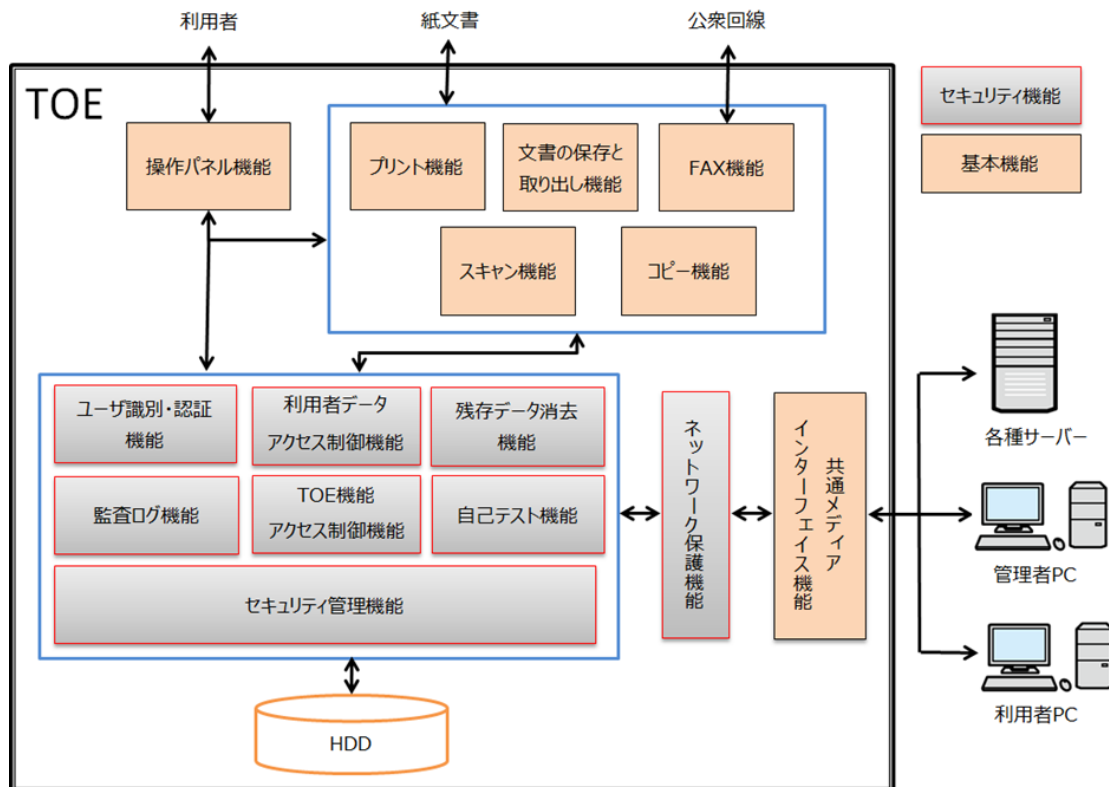 利用者
紙文書
公衆回線
TOE
セキュリティ機能
基本機能
操作パネル機能
プリント機能
文書の保存と
取り出し機能
FAX機能
スキャン機能
コピー機能
ユーザ識別・認証
機能
利用者データ
アクセス制御機能
残存データ消去
機能
監査ログ機能
TOE機能
アクセス制御機能
自己テスト機能
セキュリティ管理機能
ネットワーク保護機能
共通メディア
インターフェイス機能
各種サーバー
管理者PC
利用者PC
HDD